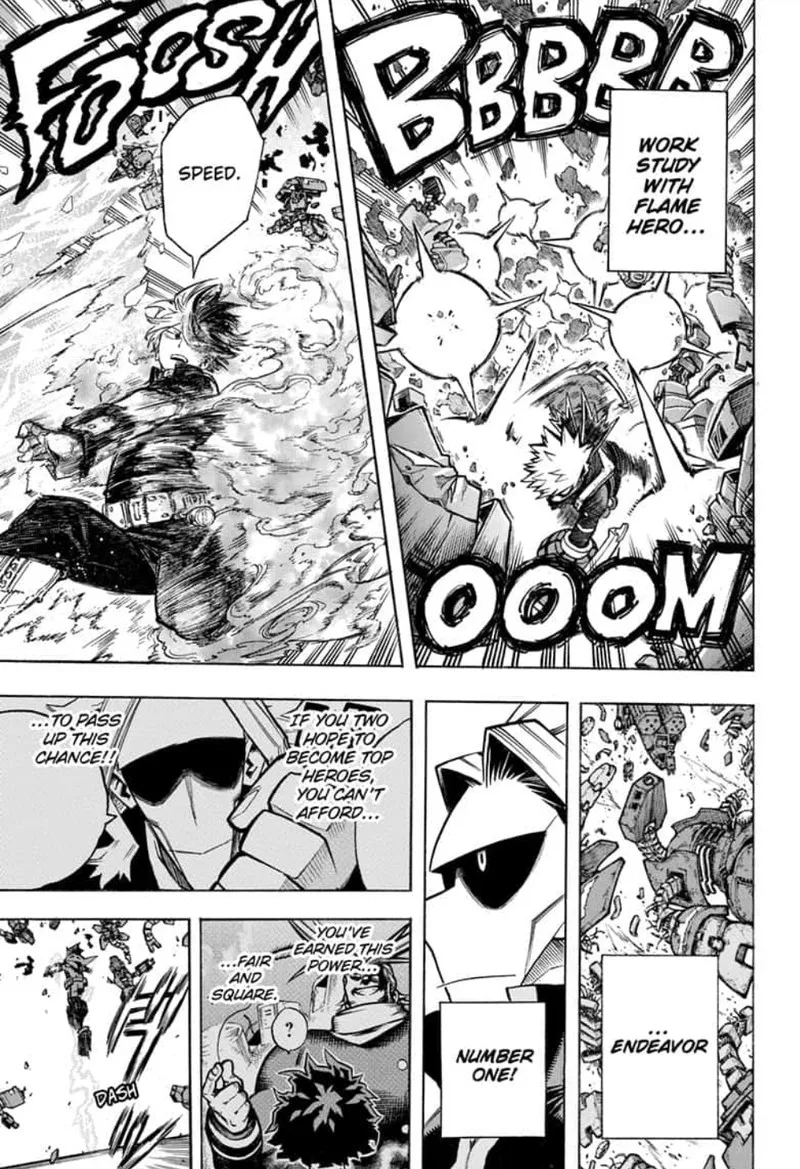 BBBBB
WORK
STUDY
WITH
FLAME
HERO...
OOOM
FOOSH
SPEED.
...
ENDEAVOR
NUMBER
ONE!
IF YOU TWO
HOPE TO
BECOME TOP
HEROES,
YOU CAN'T
AFFORD...
...TO PASS
UP THIS
CHANCE!!
YOU'VE
EARNED THIS
POWER...
...FAIR
AND
SQUARE.
?
DASH